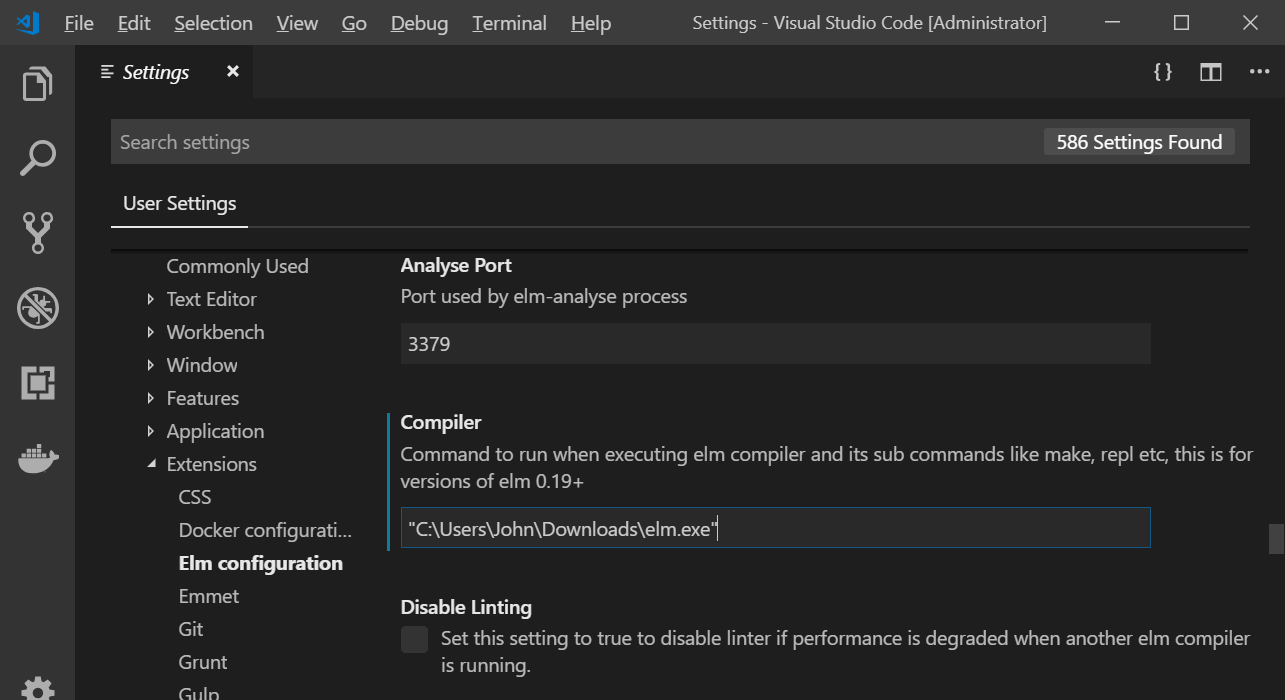 File Edit Selection View Go Debug Terminal Help Settings - Visual Studio Code [Administrator]
Settings
Search settings 586 Settings Found
User Settings
Commonly Used
Text Editor
Workbench
Window
Features
Application
Extensions
CSS
Docker configurati...
Elm configuration
Emmet
Git
Grunt
Gulp
Analyse Port
Port used by elm-analyse process
3379
Compiler
Command to run when executing elm compiler and its sub commands like make, repl etc, this is for
versions of elm 0.19+
"C:\Users\John\Downloads\elm.exe"
Disable Linting
Set this setting to true to disable linter if performance is degraded when another elm compiler
is running.